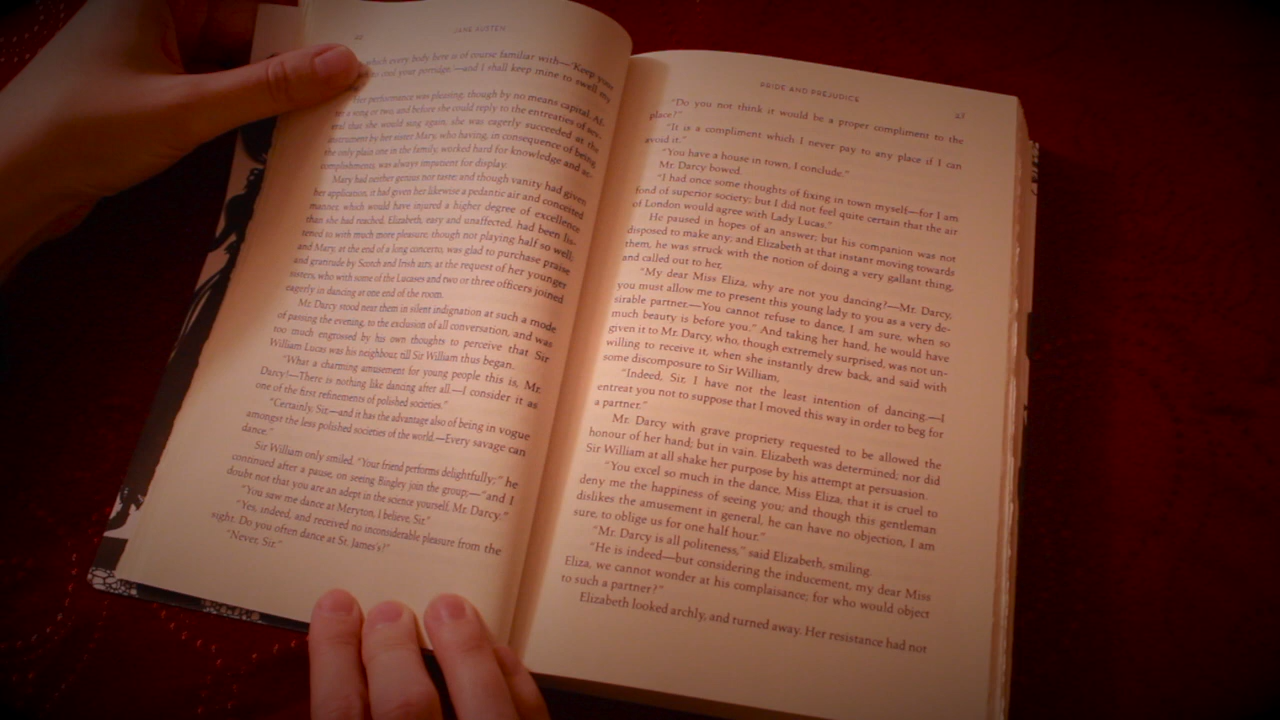 22
JANE AUSTEN
which every body here is of course familiar with—'Keep your
to cool your porridge,'—and I shall keep mine to swell my
Her performance was pleasing, though by no means capital. Af-
ter a song or two, and before she could reply to the entreaties of sev-
eral that she would sing again, she was eagerly succeeded at the
instrument by her sister Mary, who having, in consequence of being
the only plain one in the family, worked hard for knowledge and ac-
complishments, was always impatient for display.
Mary had neither genius nor taste; and though vanity had given
her application, it had given her likewise a pedantic air and conceited
manner, which would have injured a higher degree of excellence
than she had reached. Elizabeth, easy and unaffected, had been lis-
tened to with much more pleasure, though not playing half so well;
and Mary, at the end of a long concerto, was glad to purchase praise
and gratitude by Scotch and Irish airs, at the request of her younger
sisters, who with some of the Lucases and two or three officers joined
eagerly in dancing at one end of the room.
Mr. Darcy stood near them in silent indignation at such a mode
of passing the evening, to the exclusion of all conversation, and was
too much engrossed by his own thoughts to perceive that Sir
William Lucas was his neighbour, till Sir William thus began.
"What a charming amusement for young people this is, Mr.
Darcy!—There is nothing like dancing after all.—I consider it as
one of the first refinements of polished societies."
"Certainly, Sir;—and it has the advantage also of being in vogue
amongst the less polished societies of the world.—Every savage can
dance."
Sir William only smiled. "Your friend performs delightfully;" he
continued after a pause, on seeing Bingley join the group;—"and I
doubt not that you are an adept in the science yourself, Mr. Darcy."
"You saw me dance at Meryton, I believe, Sir."
"Yes, indeed, and received no inconsiderable pleasure from the
sight. Do you often dance at St. James's?"
"Never, Sir."
PRIDE AND PREJUDICE
23
"Do you not think it would be a proper compliment to the
place?"
"It is a compliment which I never pay to any place if I can
avoid it."
"You have a house in town, I conclude."
Mr. Darcy bowed.
"I had once some thoughts of fixing in town myself—for I am
fond of superior society; but I did not feel quite certain that the air
of London would agree with Lady Lucas."
He paused in hopes of an answer; but his companion was not
disposed to make any; and Elizabeth at that instant moving towards
them, he was struck with the notion of doing a very gallant thing,
and called out to her,
"My dear Miss Eliza, why are not you dancing?—Mr. Darcy,
you must allow me to present this young lady to you as a very de-
sirable partner.—You cannot refuse to dance, I am sure, when so
much beauty is before you." And taking her hand, he would have
given it to Mr. Darcy, who, though extremely surprised, was not un-
willing to receive it, when she instantly drew back, and said with
some discomposure to Sir William,
"Indeed, Sir, I have not the least intention of dancing.—I
entreat you not to suppose that I moved this way in order to beg for
a partner."
Mr. Darcy with grave propriety requested to be allowed the
honour of her hand; but in vain. Elizabeth was determined; nor did
Sir William at all shake her purpose by his attempt at persuasion.
"You excel so much in the dance, Miss Eliza, that it is cruel to
deny me the happiness of seeing you; and though this gentleman
dislikes the amusement in general, he can have no objection, I am
sure, to oblige us for one half hour."
"Mr. Darcy is all politeness," said Elizabeth, smiling.
"He is indeed—but considering the inducement, my dear Miss
Eliza, we cannot wonder at his complaisance; for who would object
to such a partner?"
Elizabeth looked archly, and turned away. Her resistance had not